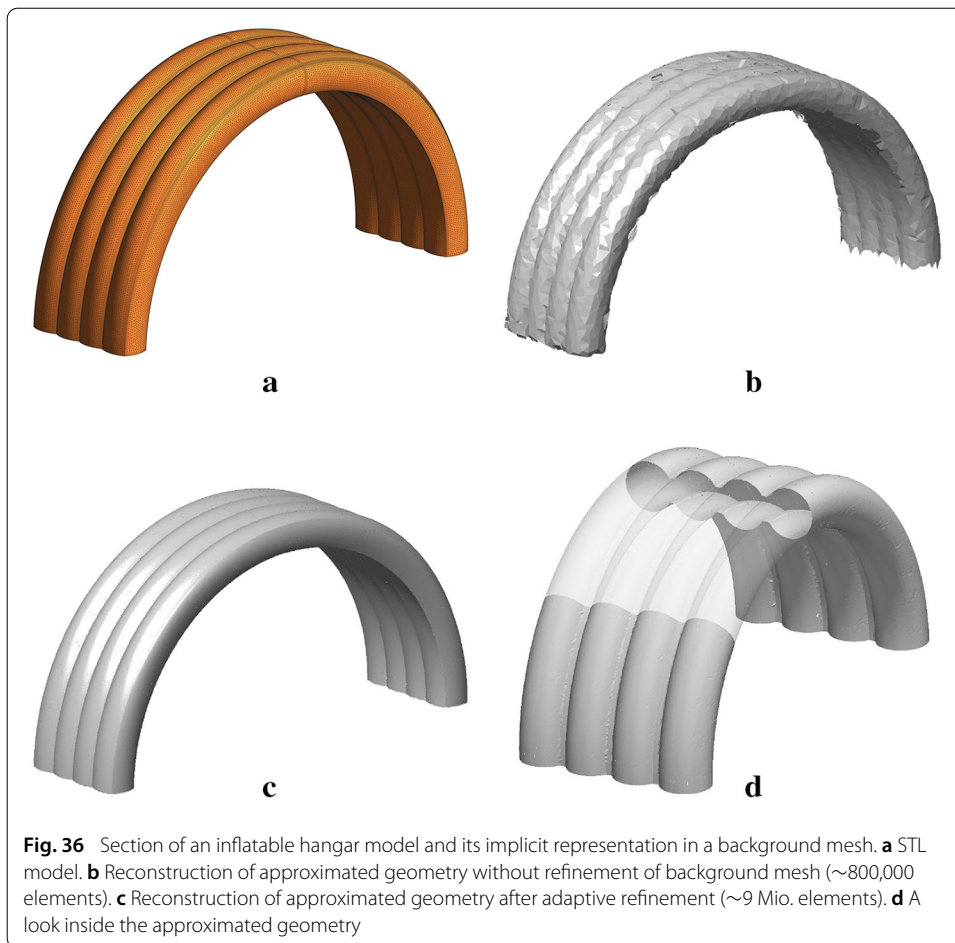 a
b
c
d
Fig. 36 Section of an inflatable hangar model and its implicit representation in a background mesh. a STL
model. b Reconstruction of approximated geometry without refinement of background mesh (∼800,000
elements). c Reconstruction of approximated geometry after adaptive refinement (∼9 Mio. elements). d A
look inside the approximated geometry